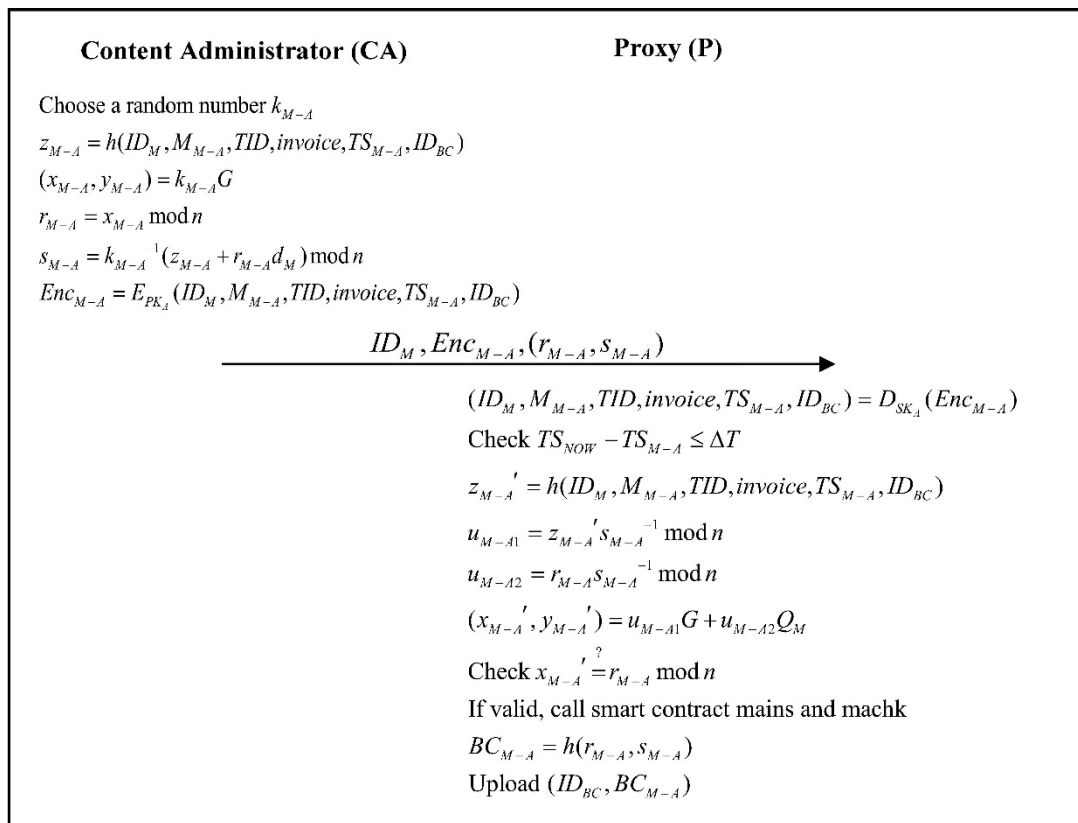 Content Administrator (CA) Proxy (P)
Choose a random number k_{M-A}
z_{M-A} = h(ID_M, M_{M-A}, TID, invoice, TS_{M-A}, ID_{BC})
(x_{M-A}, y_{M-A}) = k_{M-A}G
r_{M-A} = x_{M-A} mod n
s_{M-A} = k_{M-A}^{-1}(z_{M-A} + r_{M-A}d_M) mod n
Enc_{M-A} = E_{PK_A}(ID_M, M_{M-A}, TID, invoice, TS_{M-A}, ID_{BC})
ID_M, Enc_{M-A}, (r_{M-A}, s_{M-A})
(ID_M, M_{M-A}, TID, invoice, TS_{M-A}, ID_{BC}) = D_{SK_A}(Enc_{M-A})
Check TS_{NOW} − TS_{M-A} ≤ ΔT
z_{M-A}' = h(ID_M, M_{M-A}, TID, invoice, TS_{M-A}, ID_{BC})
u_{M-A1} = z_{M-A}' s_{M-A}^{-1} mod n
u_{M-A2} = r_{M-A}s_{M-A}^{-1} mod n
(x_{M-A}', y_{M-A}') = u_{M-A1}G + u_{M-A2}Q_M
Check x_{M-A}' =^? r_{M-A} mod n
If valid, call smart contract mains and machk
BC_{M-A} = h(r_{M-A}, s_{M-A})
Upload (ID_{BC}, BC_{M-A})